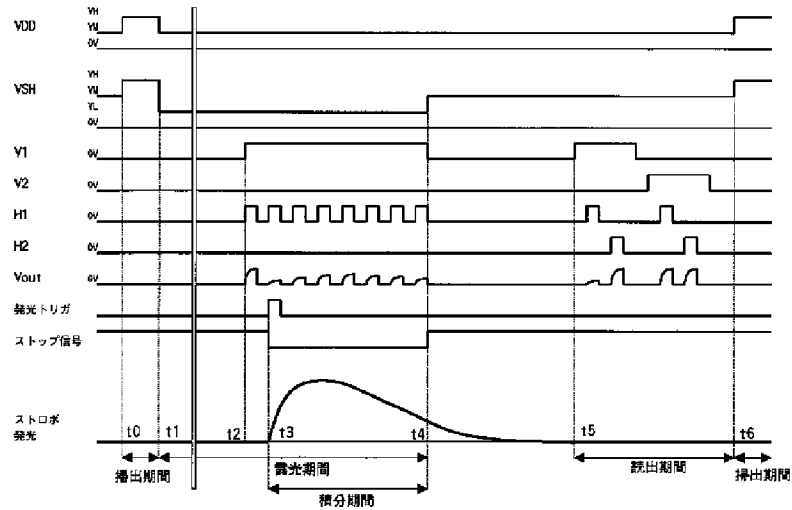 VDD VH
VM
0V
VSH VH
VM
VL
0V
V1 0V
V2 0V
H1 0V
H2 0V
Vout 0V
発光トリガ
ストップ信号
ストロボ
発光
t0 t1 t2 t3 t4 t5 t6
掃出期間 露光期間 読出期間 掃出期間
積分期間